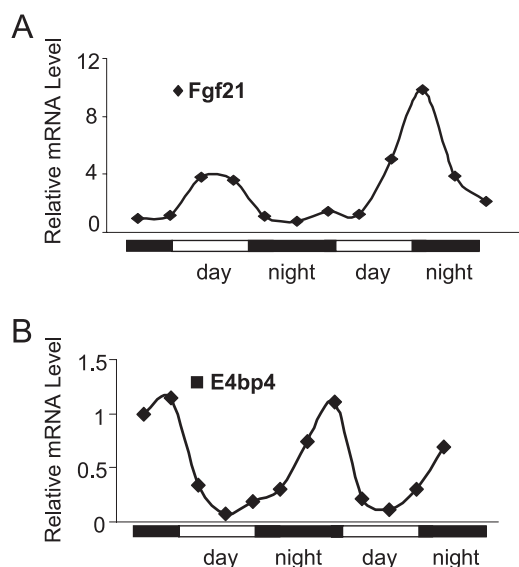 A
Relative mRNA Level
12
8
4
0
Fgf21
day night day night
B
Relative mRNA Level
1.5
1
0.5
0
E4bp4
day night day night